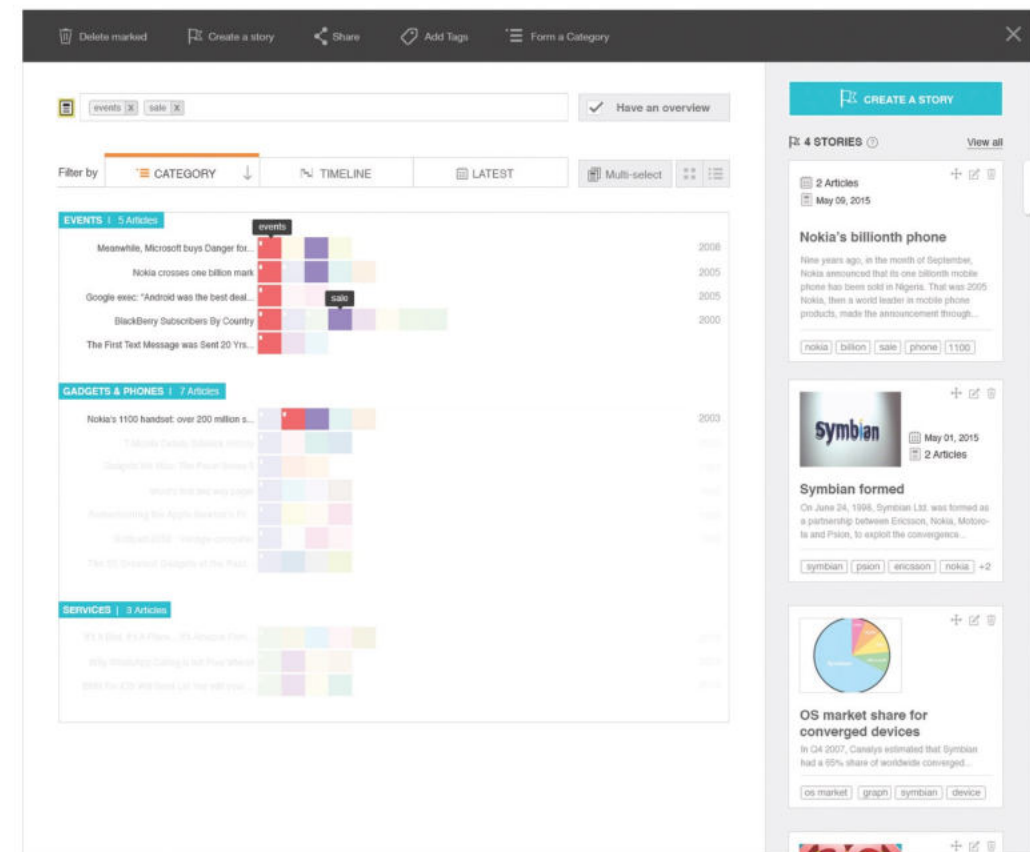 Delete marked
Create a story
Share
Add Tags
Form a Category
events x
sale x
Have an overview
Filter by
CATEGORY
TIMELINE
LATEST
Multi-select
EVENTS | 5 Articles
events
Meanwhile, Microsoft buys Danger for... 2008
Nokia crosses one billion mark 2005
Google exec: "Android was the best deal... 2005
sale
BlackBerry Subscribers By Country 2000
The First Text Message was Sent 20 Yrs...
GADGETS & PHONES | 7 Articles
Nokia's 1100 handset: over 200 million s... 2003
SERVICES | 3 Articles
CREATE A STORY
4 STORIES ?
View all
2 Articles
May 09, 2015
Nokia's billionth phone
Nine years ago, in the month of September,
Nokia announced that its one billionth mobile
phone has been sold in Nigeria. That was 2005
Nokia, then a world leader in mobile phone
products, made the announcement through...
nokia billion sale phone 1100
symbian
May 01, 2015
2 Articles
Symbian formed
On June 24, 1998, Symbian Ltd. was formed as
a partnership between Ericsson, Nokia, Motoro-
la and Psion, to exploit the convergence...
symbian psion ericsson nokia +2
OS market share for
converged devices
In Q4 2007, Canalys estimated that Symbian
had a 65% share of worldwide converged...
os market graph symbian device